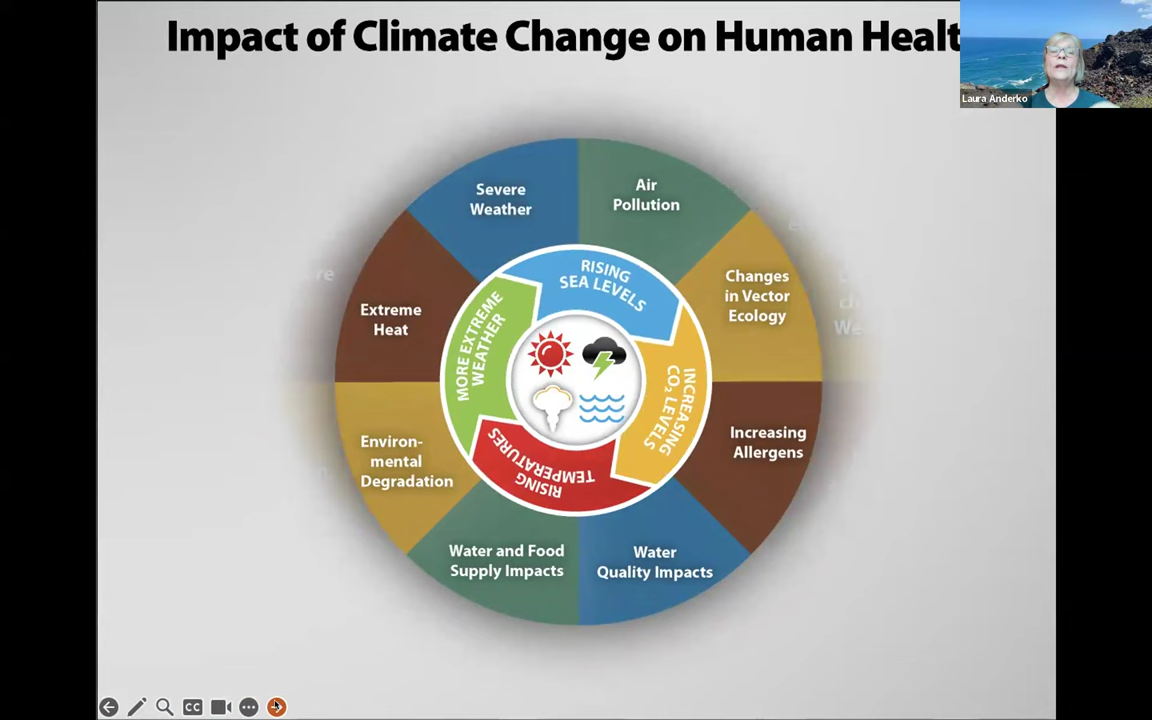 Impact of Climate Change on Human Healt
Laura Anderko
Severe
Weather
Air
Pollution
Changes
in Vector
Ecology
Increasing
Allergens
Water
Quality Impacts
Water and Food
Supply Impacts
Environ-
mental
Degradation
Extreme
Heat
RISING
SEA LEVELS
INCREASING
CO₂ LEVELS
RISING
TEMPERATURES
MORE EXTREME
WEATHER
CC